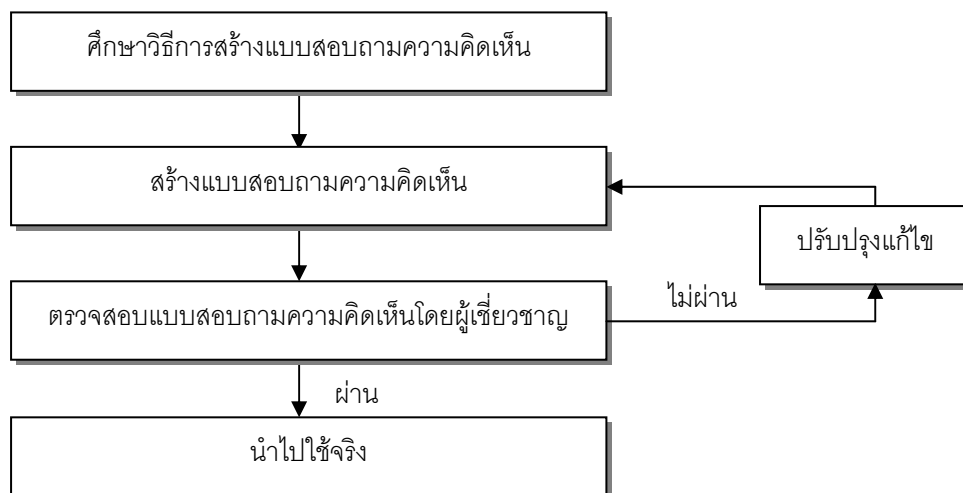 ศึกษาวิธีการสร้างแบบสอบถามความคิดเห็น
สร้างแบบสอบถามความคิดเห็น
ปรับปรุงแก้ไข
ตรวจสอบแบบสอบถามความคิดเห็นโดยผู้เชี่ยวชาญ
ไม่ผ่าน
ผ่าน
นำไปใช้จริง